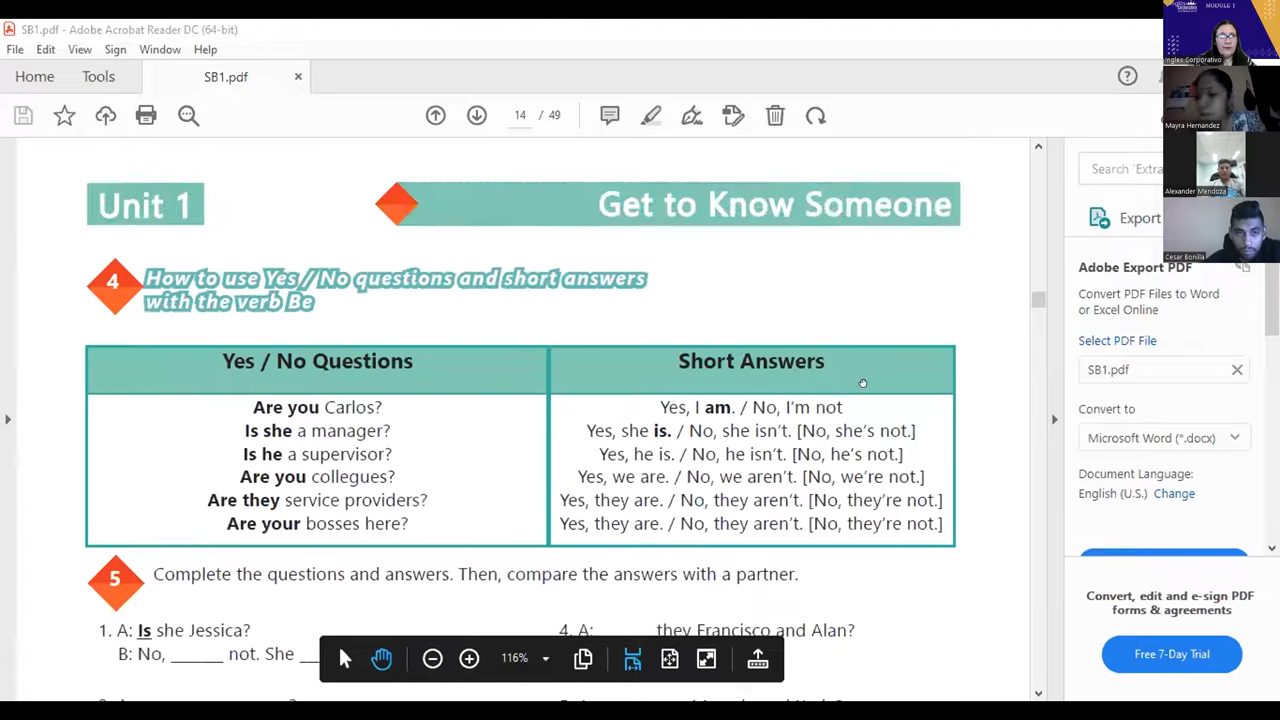 SB1.pdf - Adobe Acrobat Reader DC (64-bit)
File Edit View Sign Window Help
Home Tools SB1.pdf ×
14 / 49
MODULE 1
Ingles Corporativo
Mayra Hernandez
Alexander Mendoza
Cesar Bonilla
Unit 1
Get to Know Someone
4 How to use Yes / No questions and short answers
with the verb Be
Yes / No Questions Short Answers
Are you Carlos? Yes, I am. / No, I'm not
Is she a manager? Yes, she is. / No, she isn't. [No, she's not.]
Is he a supervisor? Yes, he is. / No, he isn't. [No, he's not.]
Are you collegues? Yes, we are. / No, we aren't. [No, we're not.]
Are they service providers? Yes, they are. / No, they aren't. [No, they're not.]
Are your bosses here? Yes, they are. / No, they aren't. [No, they're not.]
5 Complete the questions and answers. Then, compare the answers with a partner.
1. A: Is she Jessica?
B: No, ______ not. She
4. A: they Francisco and Alan?
116%
Search 'Extra
Export
Adobe Export PDF
Convert PDF Files to Word
or Excel Online
Select PDF File
SB1.pdf
Convert to
Microsoft Word (*.docx)
Document Language:
English (U.S.) Change
Convert, edit and e-sign PDF
forms & agreements
Free 7-Day Trial